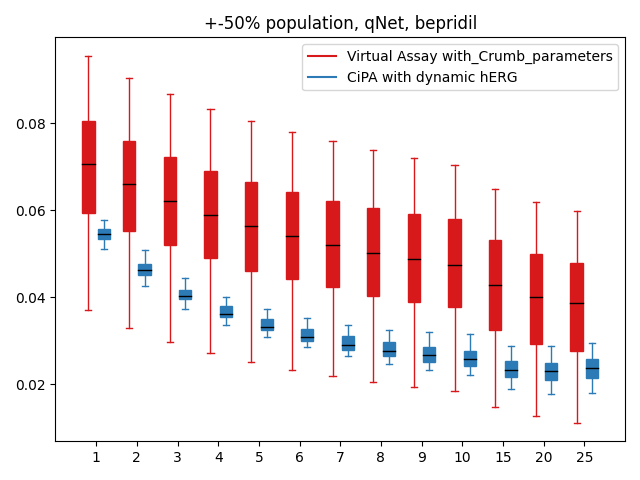 +-50% population, qNet, bepridil
Virtual Assay with_Crumb_parameters
CiPA with dynamic hERG
0.08
0.06
0.04
0.02
1 2 3 4 5 6 7 8 9 10 15 20 25